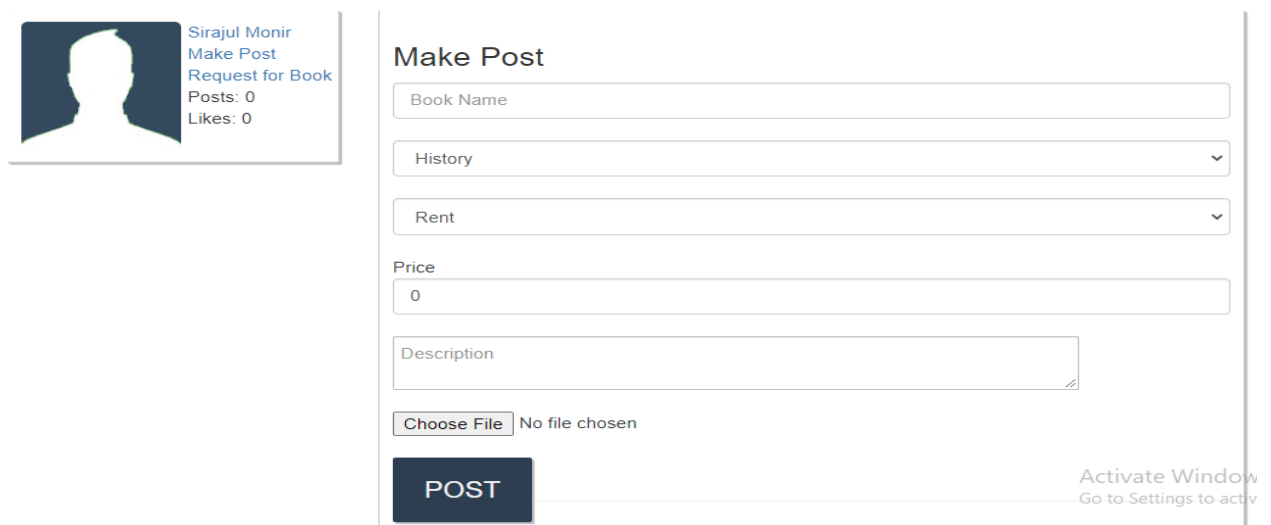 Sirajul Monir
Make Post
Request for Book
Posts: 0
Likes: 0
Make Post
Book Name
History
Rent
Price
0
Description
Choose File No file chosen
POST
Activate Window
Go to Settings to activ